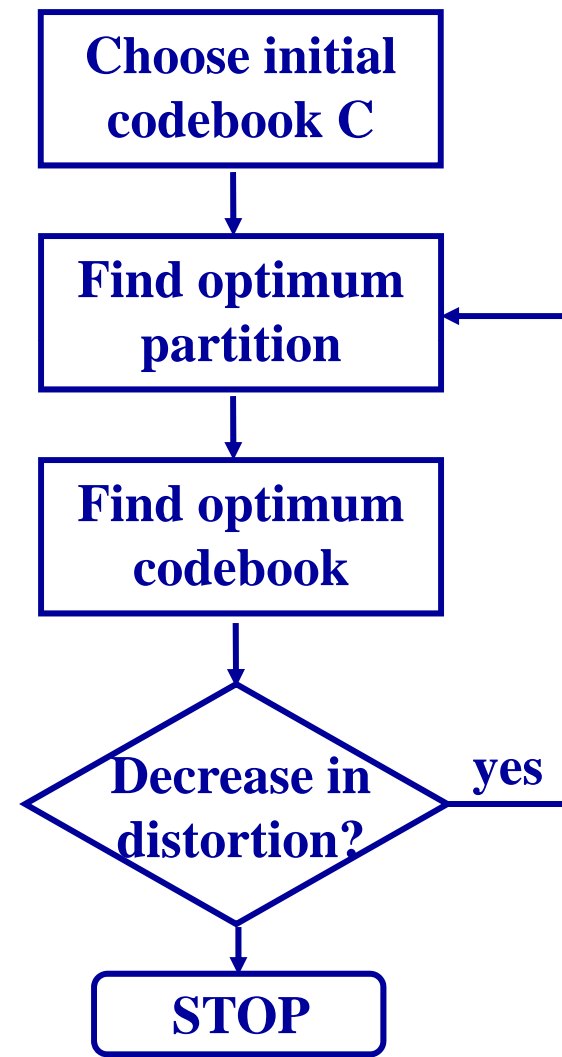 Choose initial
codebook C
Find optimum
partition
Find optimum
codebook
Decrease in
distortion?
yes
STOP